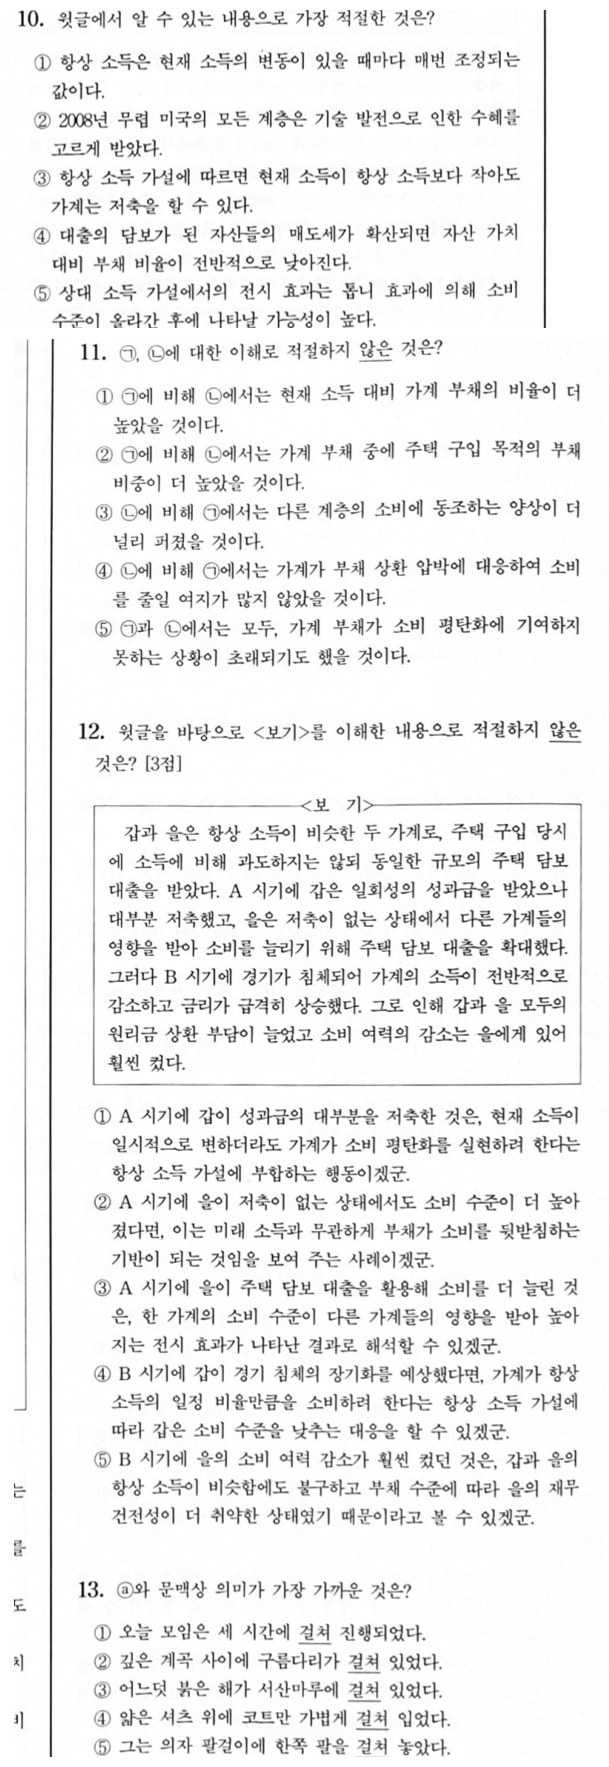 10. 윗글에서 알 수 있는 내용으로 가장 적절한 것은?
① 항상 소득은 현재 소득의 변동이 있을 때마다 매번 조정되는
값이다.
② 2008년 무렵 미국의 모든 계층은 기술 발전으로 인한 수혜를
고르게 받았다.
③ 항상 소득 가설에 따르면 현재 소득이 항상 소득보다 작아도
가계는 저축을 할 수 있다.
④ 대출의 담보가 된 자산들의 매도세가 확산되면 자산 가치
대비 부채 비율이 전반적으로 낮아진다.
⑤ 상대 소득 가설에서의 전시 효과는 톱니 효과에 의해 소비
수준이 올라간 후에 나타날 가능성이 높다.
11. ㉠, ㉡에 대한 이해로 적절하지 않은 것은?
① ㉠에 비해 ㉡에서는 현재 소득 대비 가계 부채의 비율이 더
높았을 것이다.
② ㉠에 비해 ㉡에서는 가계 부채 중에 주택 구입 목적의 부채
비중이 더 높았을 것이다.
③ ㉡에 비해 ㉠에서는 다른 계층의 소비에 동조하는 양상이 더
널리 퍼졌을 것이다.
④ ㉡에 비해 ㉠에서는 가계가 부채 상환 압박에 대응하여 소비
를 줄일 여지가 많지 않았을 것이다.
⑤ ㉠과 ㉡에서는 모두, 가계 부채가 소비 평탄화에 기여하지
못하는 상황이 초래되기도 했을 것이다.
12. 윗글을 바탕으로 <보기>를 이해한 내용으로 적절하지 않은
것은? [3점]
<보 기>
갑과 을은 항상 소득이 비슷한 두 가계로, 주택 구입 당시
에 소득에 비해 과도하지는 않되 동일한 규모의 주택 담보
대출을 받았다. A 시기에 갑은 일회성의 성과급을 받았으나
대부분 저축했고, 을은 저축이 없는 상태에서 다른 가계들의
영향을 받아 소비를 늘리기 위해 주택 담보 대출을 확대했다.
그러다 B 시기에 경기가 침체되어 가계의 소득이 전반적으로
감소하고 금리가 급격히 상승했다. 그로 인해 갑과 을 모두의
원리금 상환 부담이 늘었고 소비 여력의 감소는 을에게 있어
훨씬 컸다.
① A 시기에 갑이 성과급의 대부분을 저축한 것은, 현재 소득이
일시적으로 변하더라도 가계가 소비 평탄화를 실현하려 한다는
항상 소득 가설에 부합하는 행동이겠군.
② A 시기에 을이 저축이 없는 상태에서도 소비 수준이 더 높아
졌다면, 이는 미래 소득과 무관하게 부채가 소비를 뒷받침하는
기반이 되는 것임을 보여 주는 사례이겠군.
③ A 시기에 을이 주택 담보 대출을 활용해 소비를 더 늘린 것
은, 한 가계의 소비 수준이 다른 가계들의 영향을 받아 높아
지는 전시 효과가 나타난 결과로 해석할 수 있겠군.
④ B 시기에 갑이 경기 침체의 장기화를 예상했다면, 가계가 항상
소득의 일정 비율만큼을 소비하려 한다는 항상 소득 가설에
따라 갑은 소비 수준을 낮추는 대응을 할 수 있겠군.
⑤ B 시기에 을의 소비 여력 감소가 훨씬 컸던 것은, 갑과 을의
항상 소득이 비슷함에도 불구하고 부채 수준에 따라 을의 재무
건전성이 더 취약한 상태였기 때문이라고 볼 수 있겠군.
는
를
도
치
비
13. ⓐ와 문맥상 의미가 가장 가까운 것은?
① 오늘 모임은 세 시간에 걸쳐 진행되었다.
② 깊은 계곡 사이에 구름다리가 걸쳐 있었다.
③ 어느덧 붉은 해가 서산마루에 걸쳐 있었다.
④ 얇은 셔츠 위에 코트만 가볍게 걸쳐 입었다.
⑤ 그는 의자 팔걸이에 한쪽 팔을 걸쳐 놓았다.